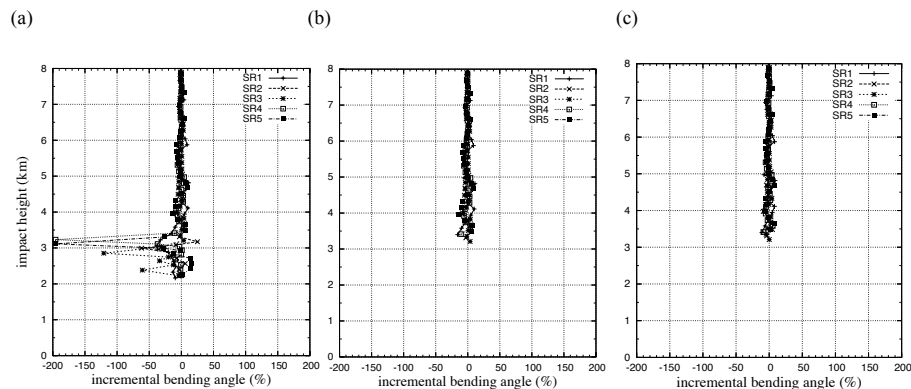 (a)
(b)
(c)
8
7
6
5
4
3
2
1
0
impact height (km)
SR1
SR2
SR3
SR4
SR5
-200 -150 -100 -50 0 50 100 150 200
incremental bending angle (%)
8
7
6
5
4
3
2
1
0
SR1
SR2
SR3
SR4
SR5
-200 -150 -100 -50 0 50 100 150 200
incremental bending angle (%)
8
7
6
5
4
3
2
1
0
SR1
SR2
SR3
SR4
SR5
-200 -150 -100 -50 0 50 100 150 200
incremental bending angle (%)